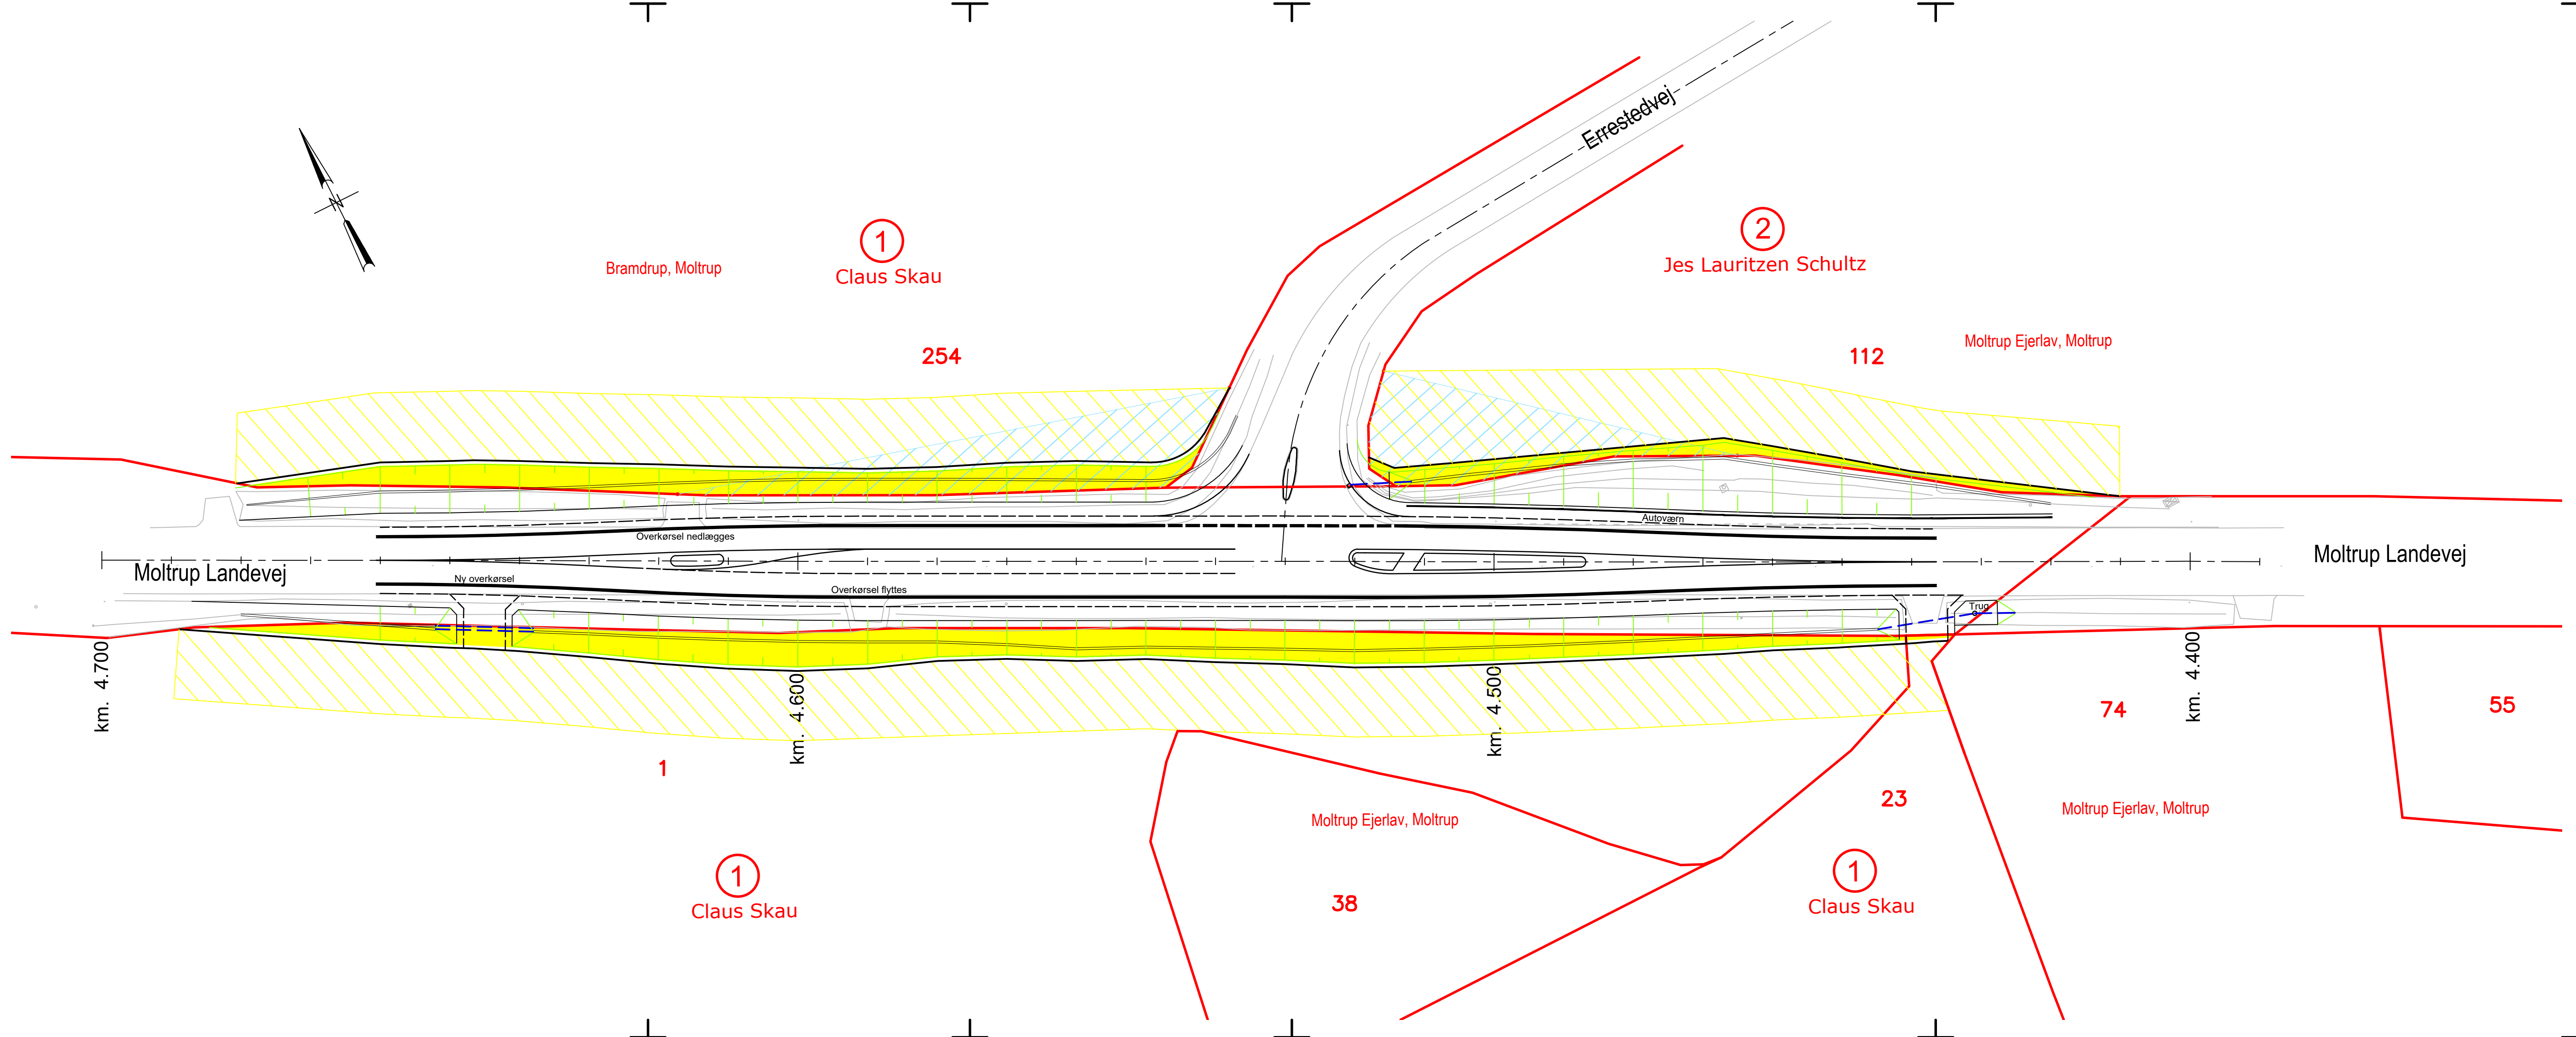 Errestedvej
N
1
Claus Skau
Bramdrup, Moltrup
254
2
Jes Lauritzen Schultz
Moltrup Ejerlav, Moltrup
112
Autoværn
Overkørsel nedlægges
Moltrup Landevej
Moltrup Landevej
Ny overkørsel
Overkørsel flyttes
Trug
km. 4.700
km. 4.600
km. 4.500
km. 4.400
1
74
55
23
Moltrup Ejerlav, Moltrup
Moltrup Ejerlav, Moltrup
38
1
Claus Skau
1
Claus Skau